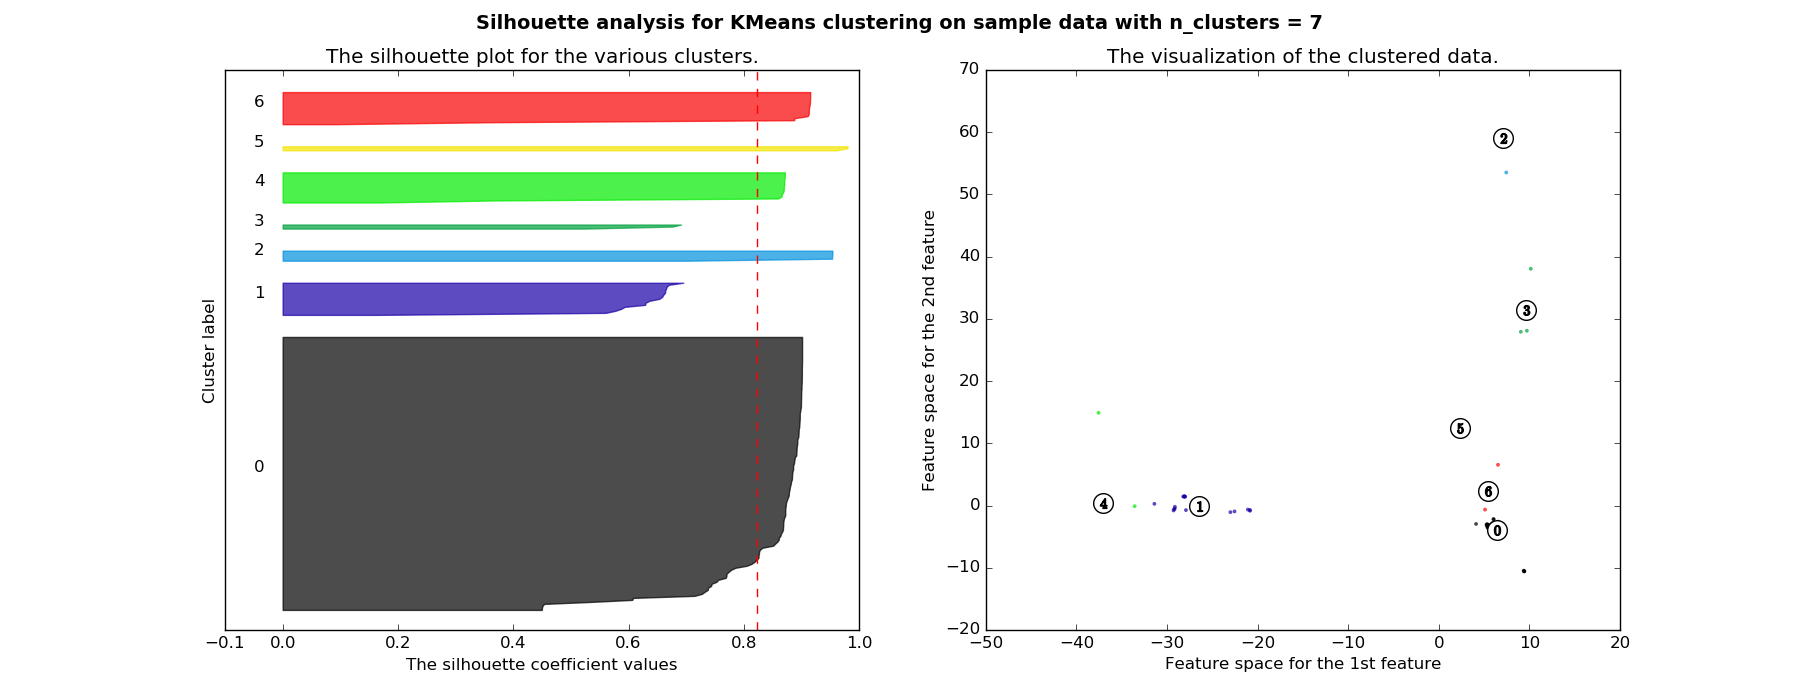 Silhouette analysis for KMeans clustering on sample data with n_clusters = 7
The silhouette plot for the various clusters.
6
5
4
3
2
1
0
Cluster label
−0.1 0.0 0.2 0.4 0.6 0.8 1.0
The silhouette coefficient values
The visualization of the clustered data.
70
60
50
40
30
20
10
0
−10
−20
Feature space for the 2nd feature
2
3
5
6
4
1
0
−50 −40 −30 −20 −10 0 10 20
Feature space for the 1st feature